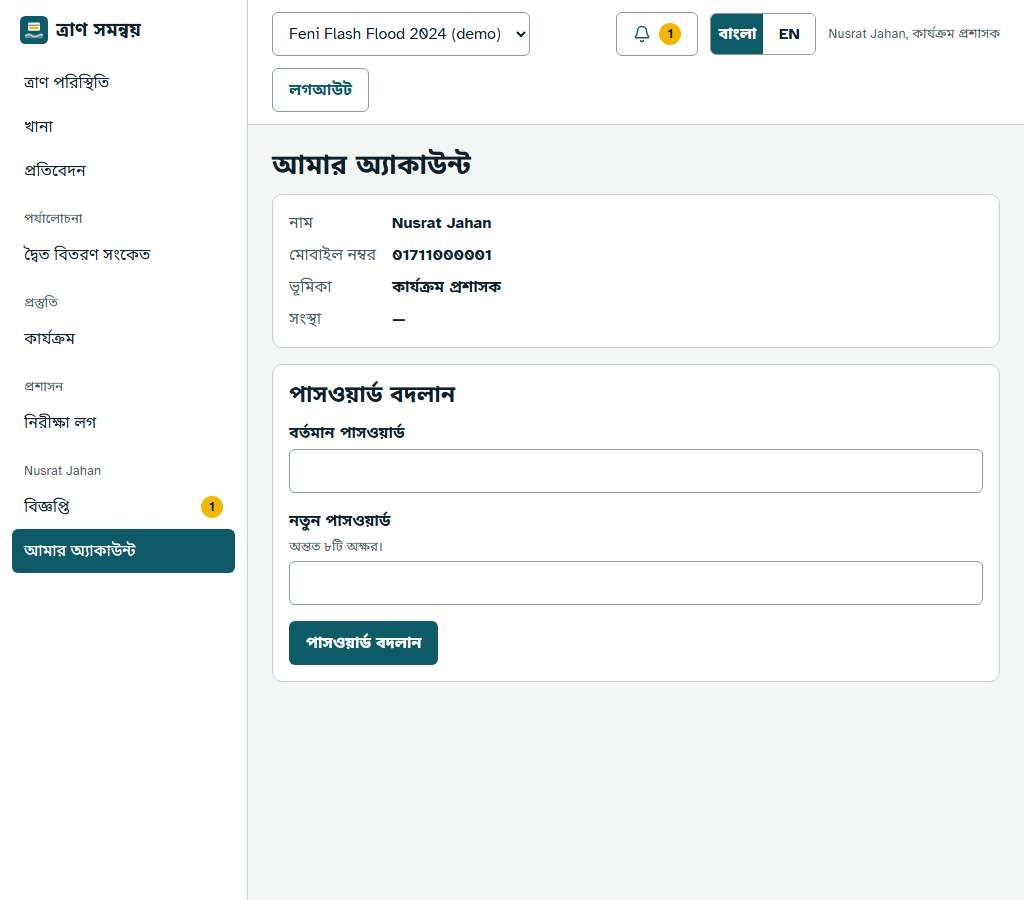 ত্রাণ সমন্বয়
ত্রাণ পরিস্থিতি
খানা
প্রতিবেদন
পর্যালোচনা
দ্বৈত বিতরণ সংকেত
প্রস্তুতি
কার্যক্রম
প্রশাসন
নিরীক্ষা লগ
Nusrat Jahan
বিজ্ঞপ্তি 1
আমার অ্যাকাউন্ট
Feni Flash Flood 2024 (demo)
1
বাংলা EN
Nusrat Jahan, কার্যক্রম প্রশাসক
লগআউট
আমার অ্যাকাউন্ট
নাম Nusrat Jahan
মোবাইল নম্বর 01711000001
ভূমিকা কার্যক্রম প্রশাসক
সংস্থা —
পাসওয়ার্ড বদলান
বর্তমান পাসওয়ার্ড
নতুন পাসওয়ার্ড
অন্তত ৮টি অক্ষর।
পাসওয়ার্ড বদলান